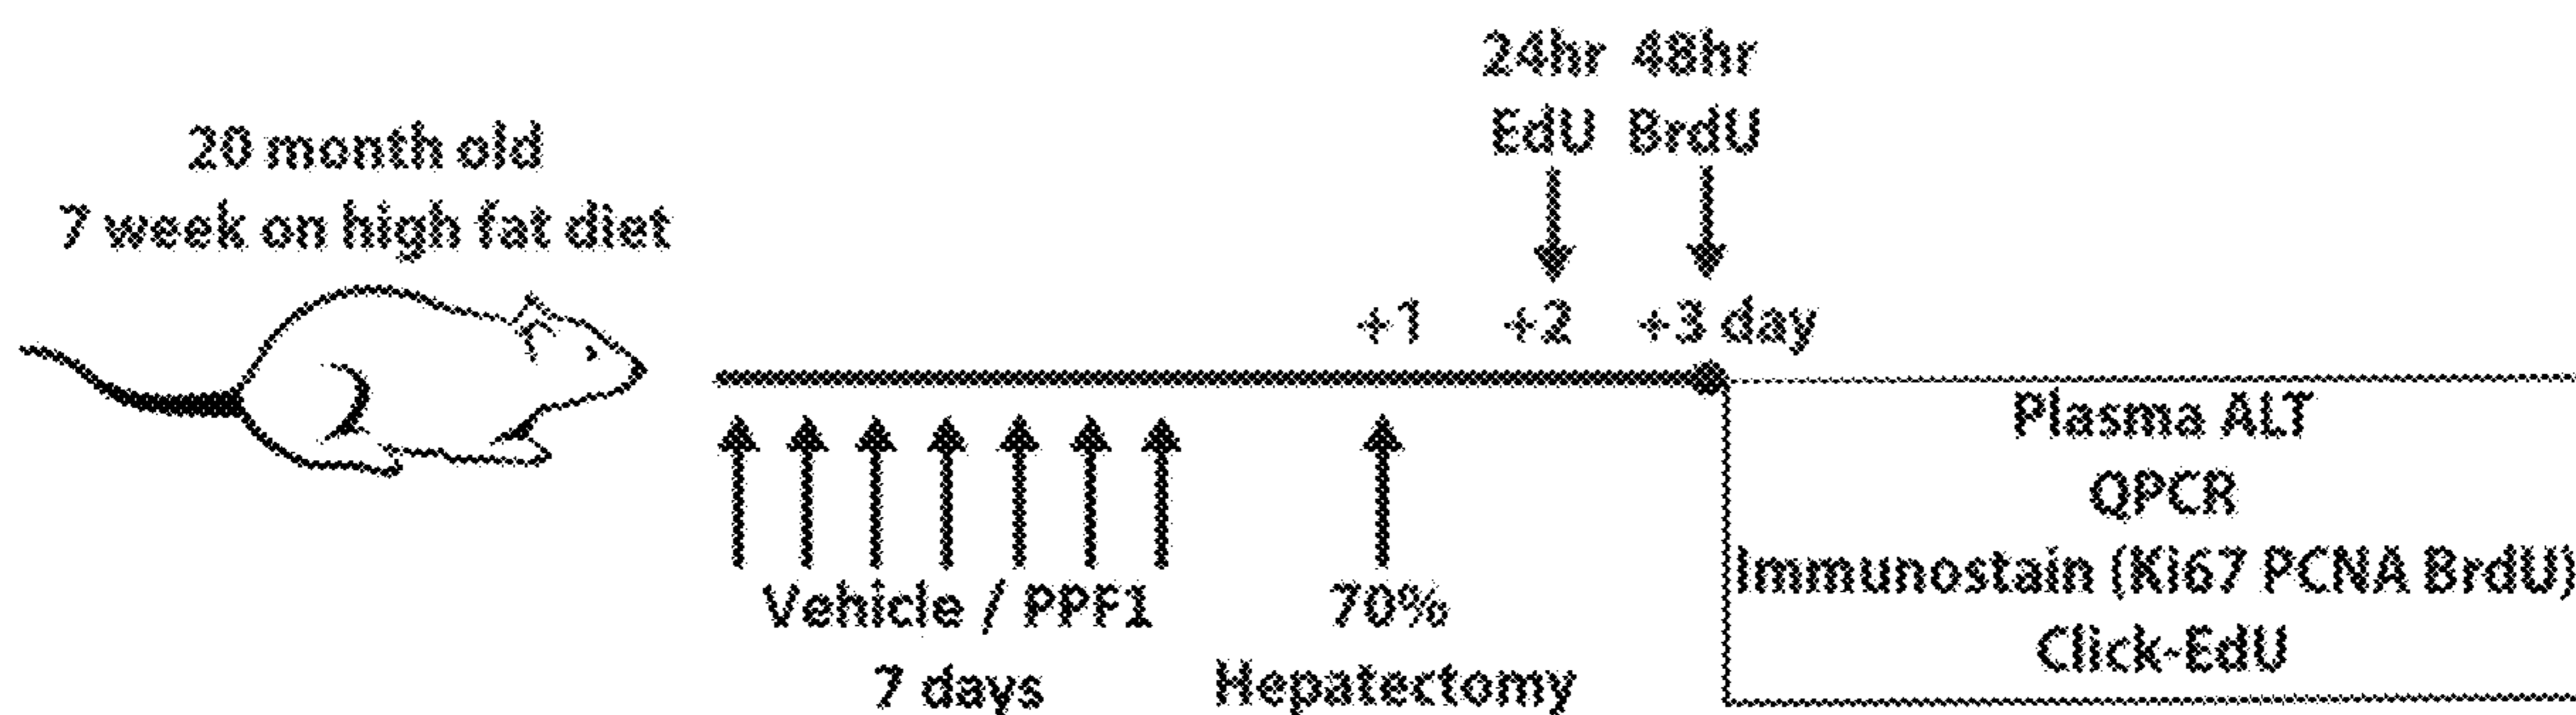 20 month old
7 week on high fat diet
24hr 48hr
EdU BrdU
+1 +2 +3 day
Vehicle / PPF1
7 days
70%
Hepatectomy
Plasma ALT
QPCR
Immunostain (Ki67 PCNA BrdU)
Click-EdU